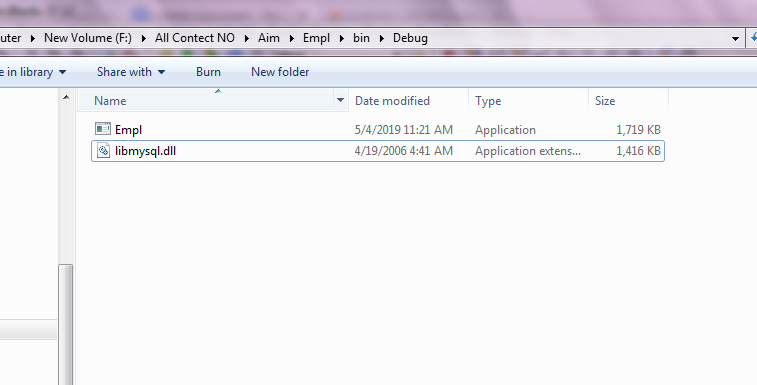 uter New Volume (F:) All Contect NO Aim Empl bin Debug
e in library Share with Burn New folder
Name Date modified Type Size
Empl 5/4/2019 11:21 AM Application 1,719 KB
libmysql.dll 4/19/2006 4:41 AM Application extens... 1,416 KB